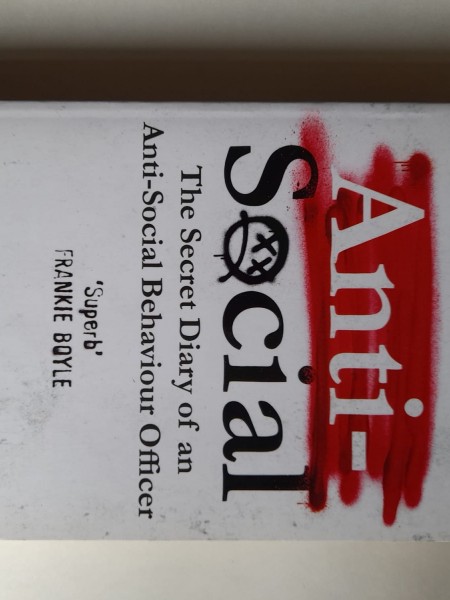 Anti-
Social
The Secret Diary of an
Anti-Social Behaviour Officer
'Superb'
FRANKIE BOYLE